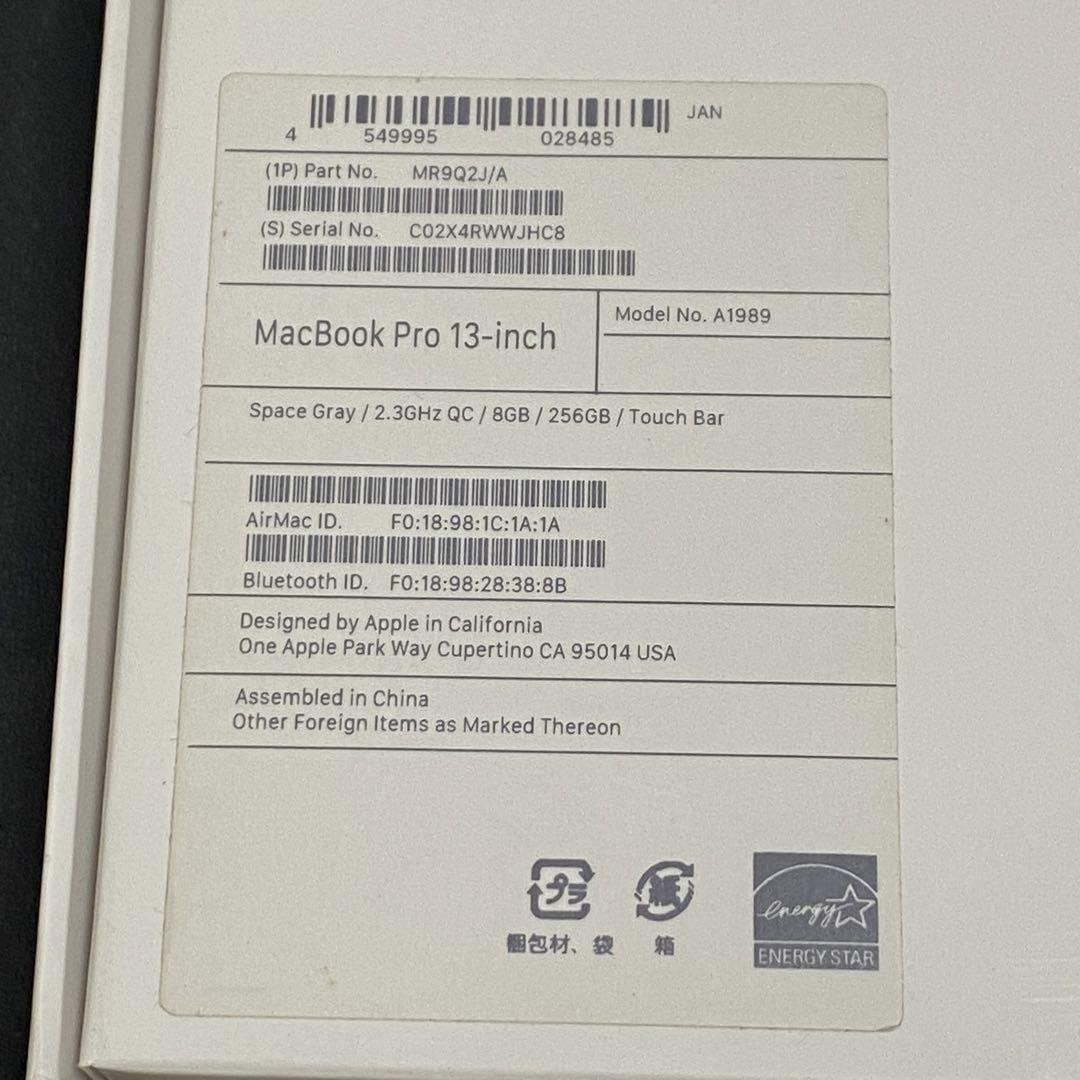 JAN
4 549995 028485
(1P) Part No. MR9Q2J/A
(S) Serial No. C02X4RWWJHC8
MacBook Pro 13-inch
Model No. A1989
Space Gray / 2.3GHz QC / 8GB / 256GB / Touch Bar
AirMac ID. F0:18:98:1C:1A:1A
Bluetooth ID. F0:18:98:28:38:8B
Designed by Apple in California
One Apple Park Way Cupertino CA 95014 USA
Assembled in China
Other Foreign Items as Marked Thereon
プラ 紙
梱包材、袋 箱
energy
ENERGY STAR